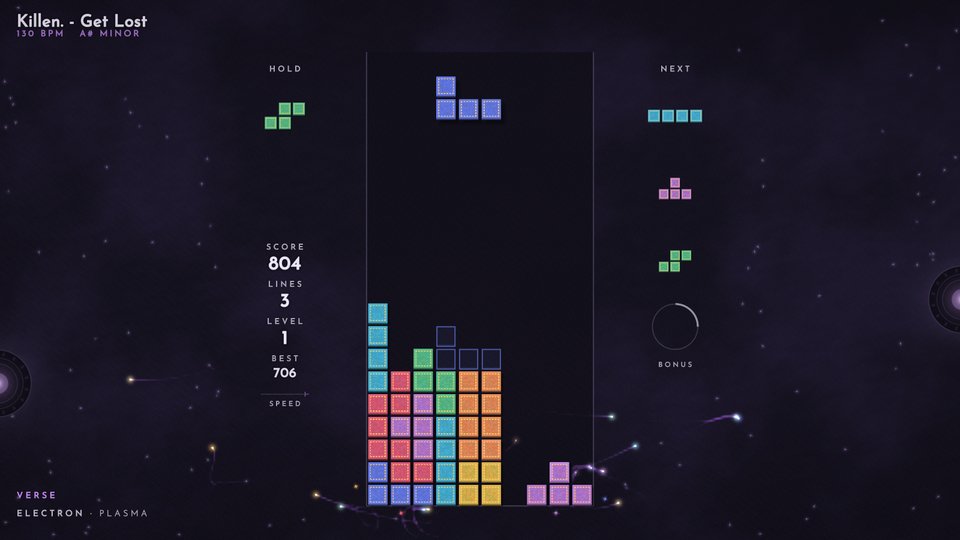 Killen. - Get Lost
130 BPM A# MINOR
HOLD
NEXT
SCORE
804
LINES
3
LEVEL
1
BEST
706
SPEED
BONUS
VERSE
ELECTRON · PLASMA